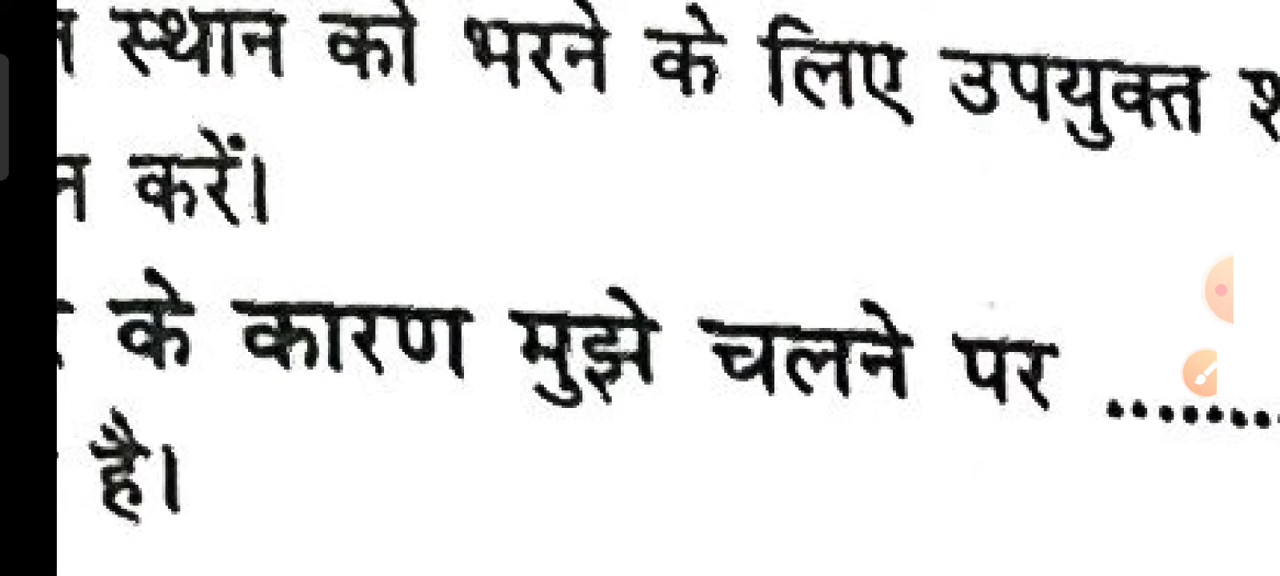 स्थान को भरने के लिए उपयुक्त
करें।
के कारण मुझे चलने पर ........
है।